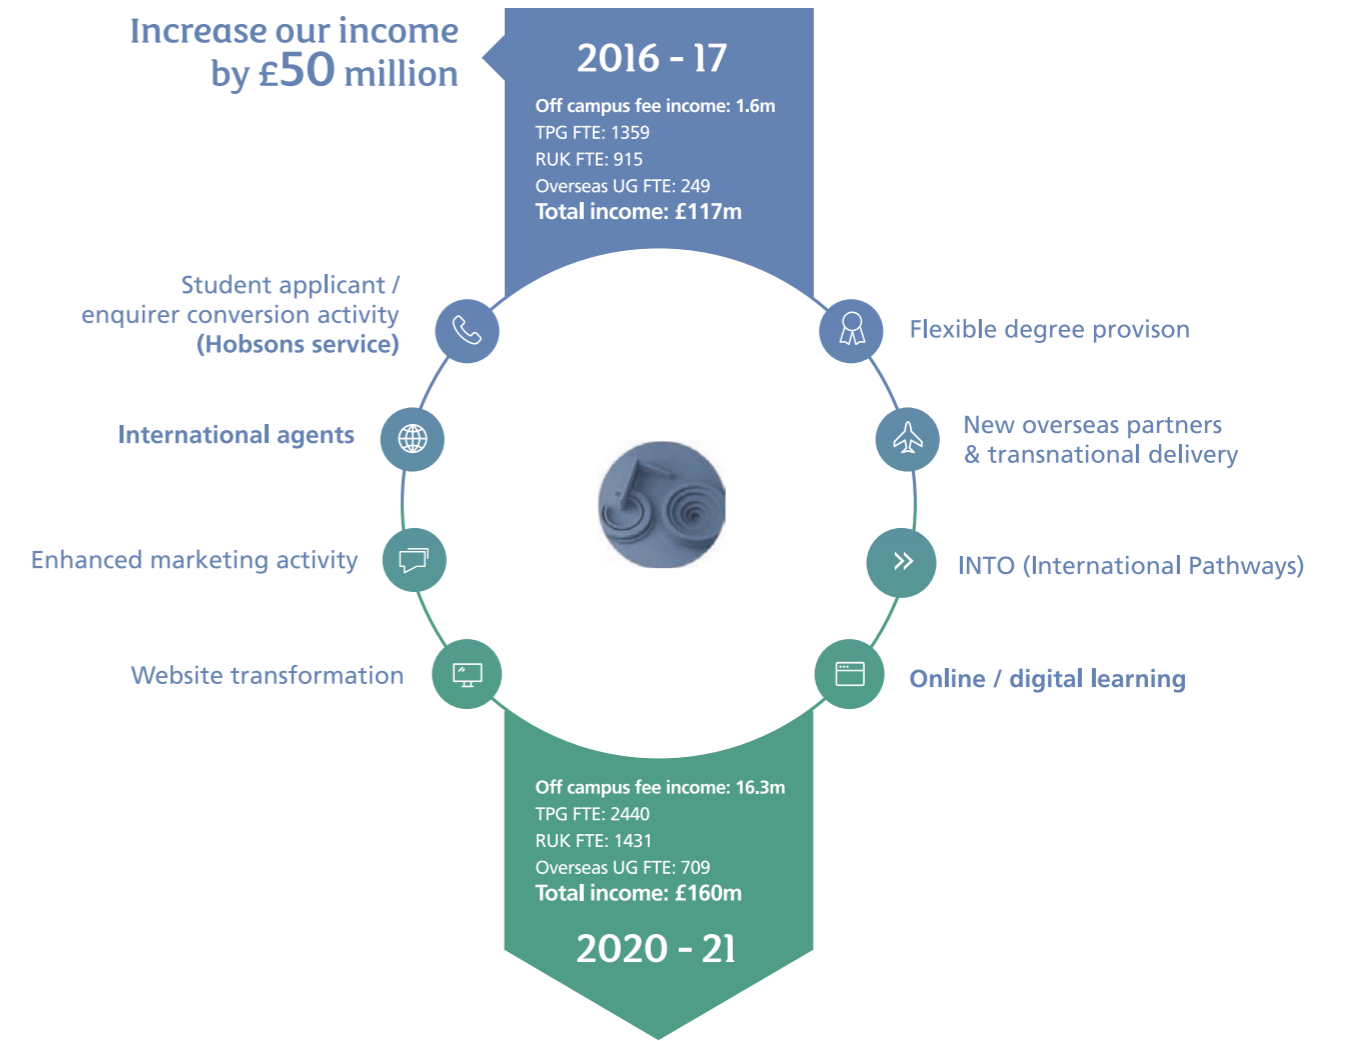 Increase our income
by £50 million
2016 - 17
Off campus fee income: 1.6m
TPG FTE: 1359
RUK FTE: 915
Overseas UG FTE: 249
Total income: £117m
Student applicant /
enquirer conversion activity
(Hobsons service)
International agents
Enhanced marketing activity
Website transformation
Flexible degree provison
New overseas partners
& transnational delivery
INTO (International Pathways)
Online / digital learning
Off campus fee income: 16.3m
TPG FTE: 2440
RUK FTE: 1431
Overseas UG FTE: 709
Total income: £160m
2020 - 21